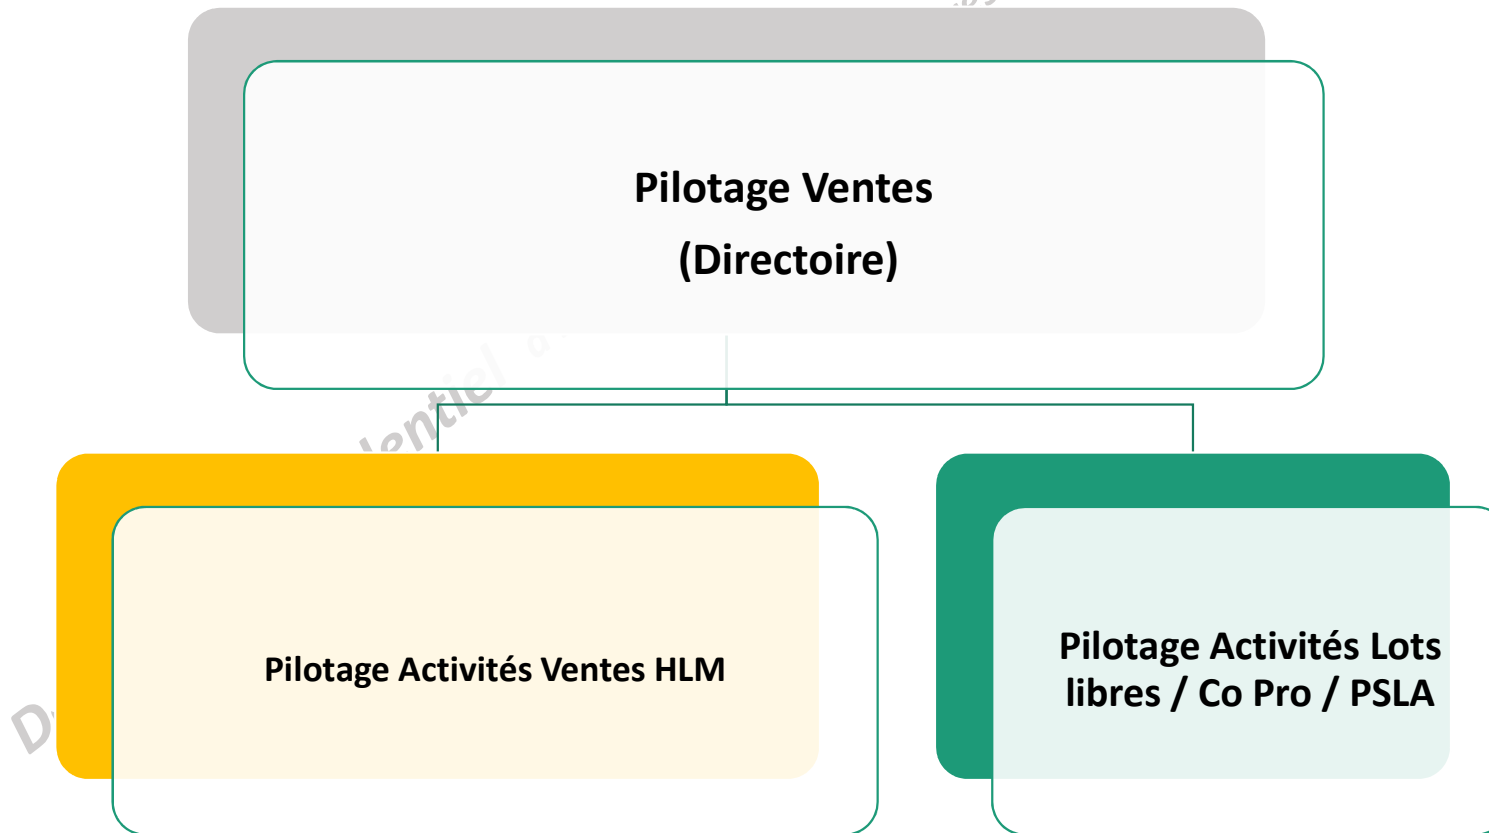 Pilotage Ventes
(Directoire)
Pilotage Activités Ventes HLM
Pilotage Activités Lots
libres / Co Pro / PSLA